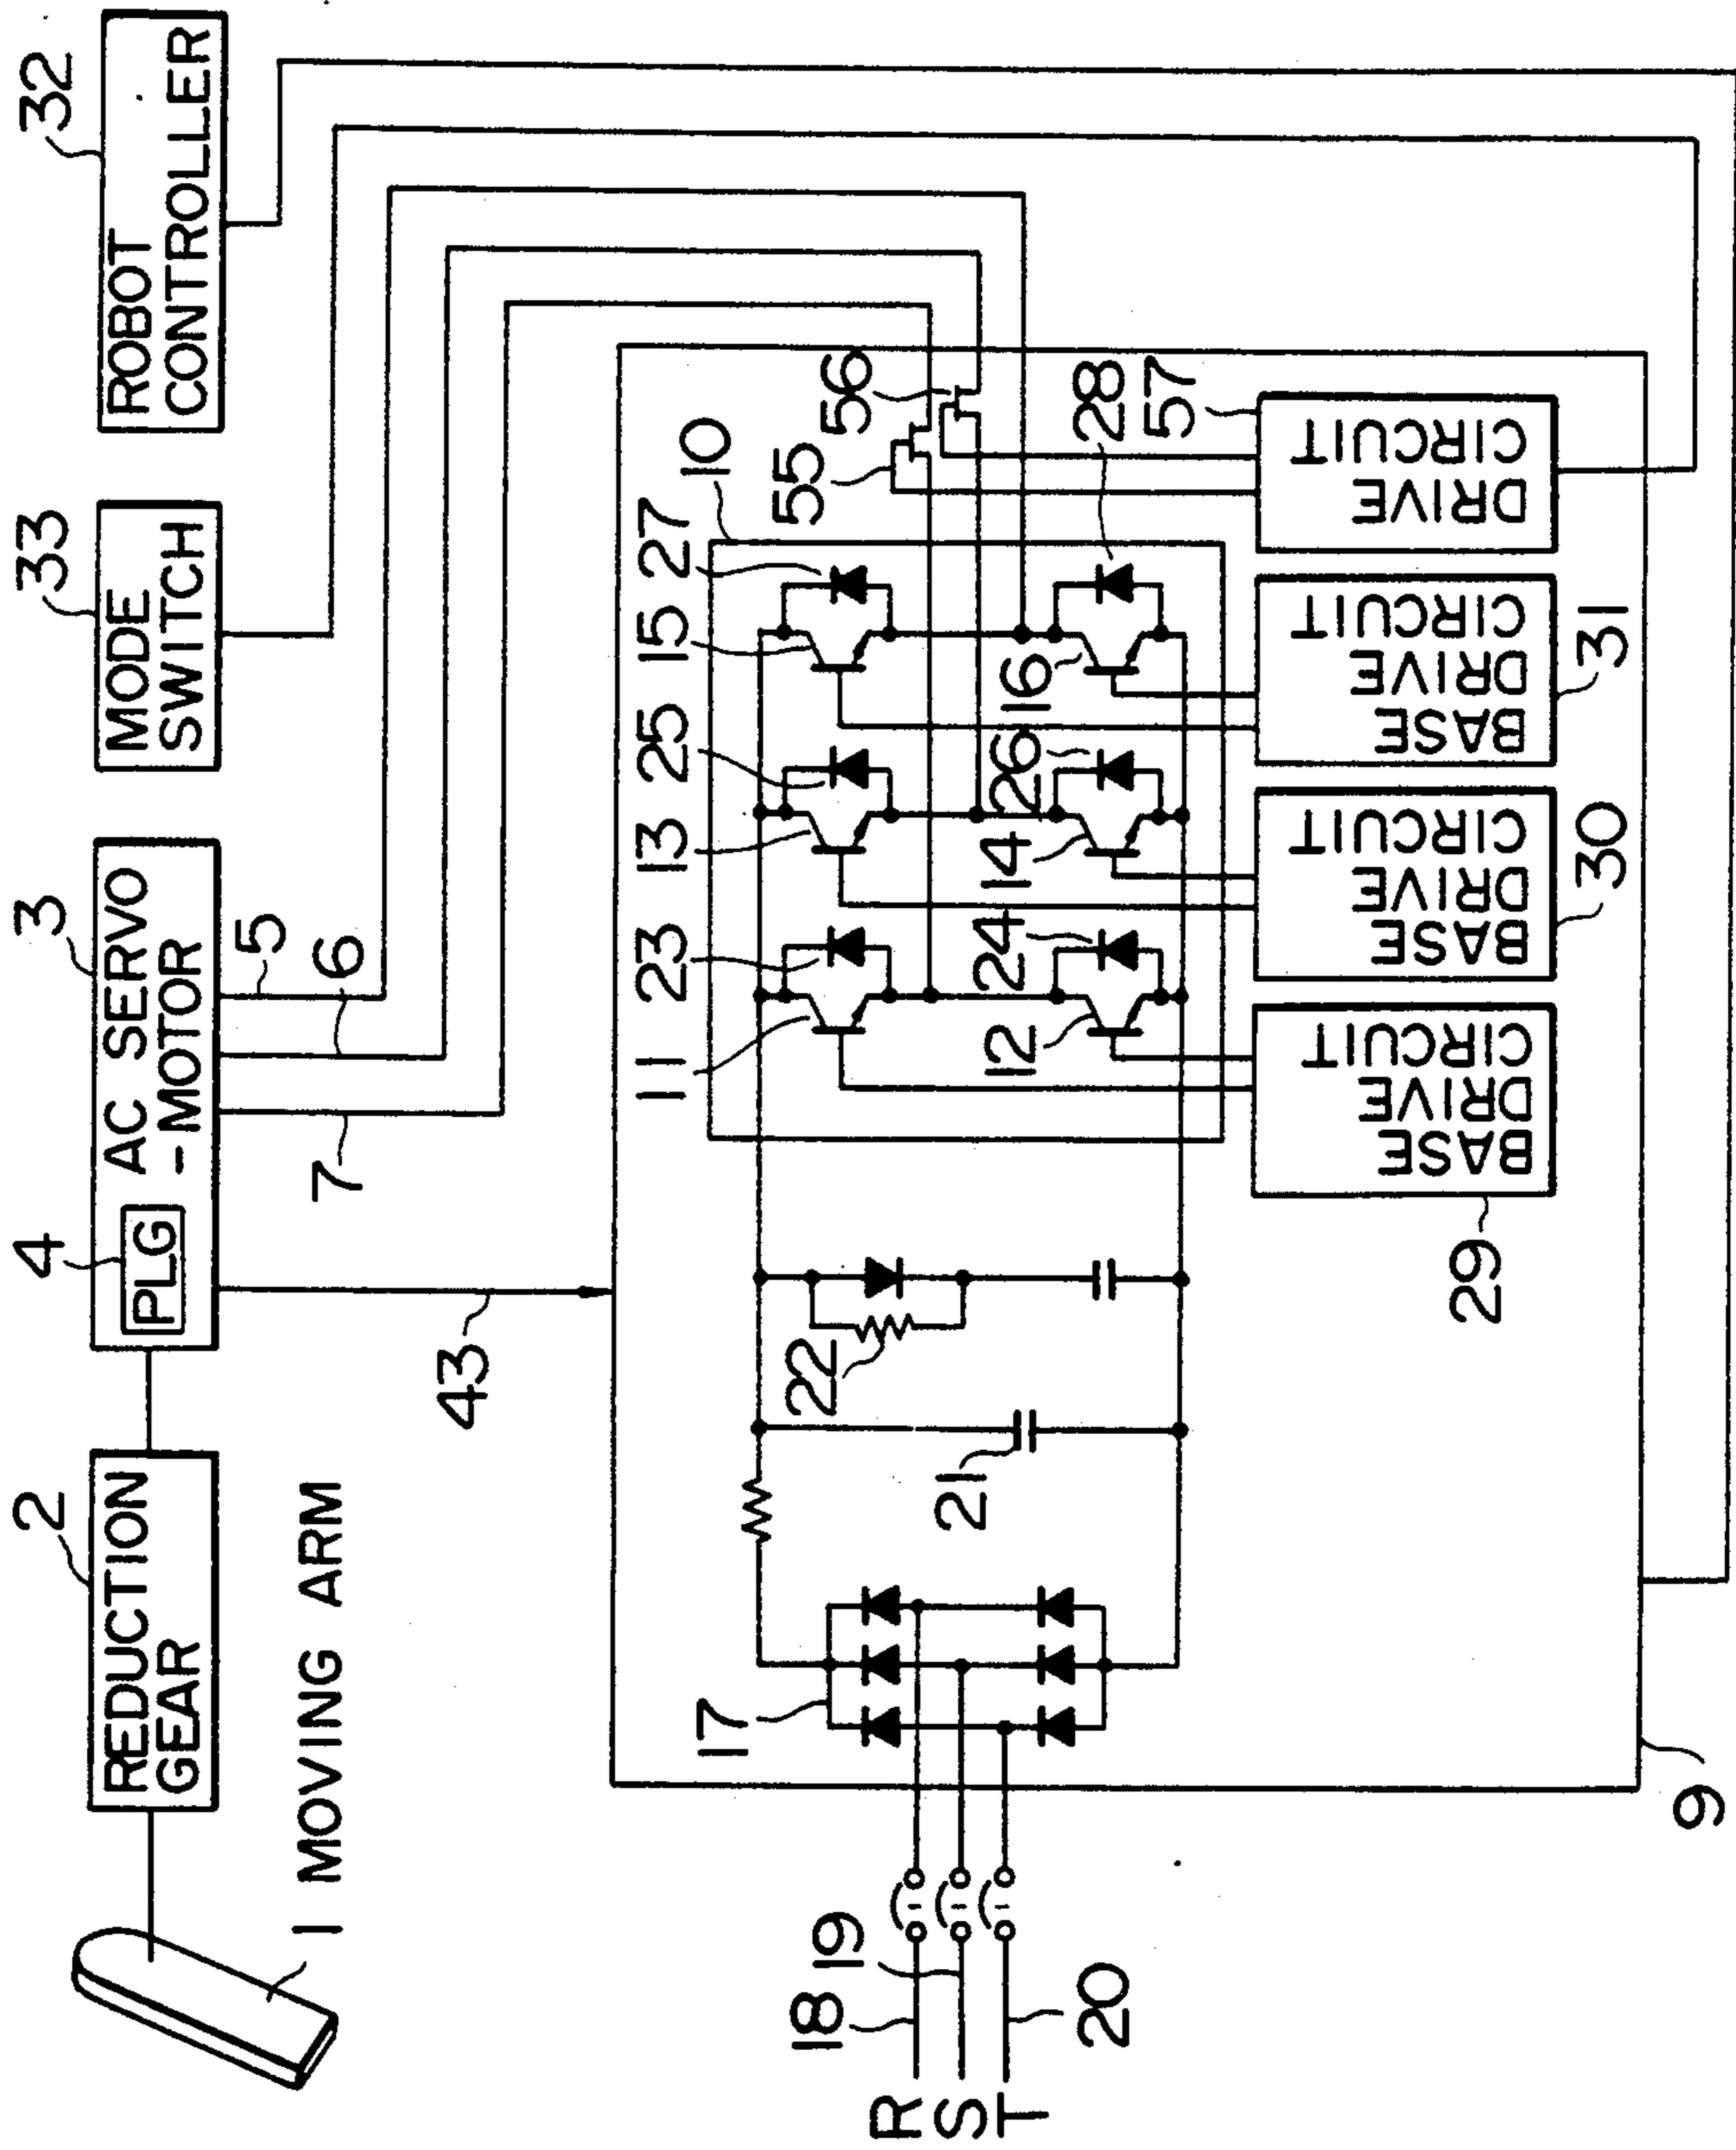 1 MOVING ARM
2
REDUCTION
GEAR
3
AC SERVO
-MOTOR
4
PLG
33
MODE
SWITCH
32
ROBOT
CONTROLLER
5
6
7
43
R
S
T
18
19
20
17
21
22
11
23
13
25
15
27
10
55
56
12
24
14
26
16
28
57
29
BASE
DRIVE
CIRCUIT
30
BASE
DRIVE
CIRCUIT
31
BASE
DRIVE
CIRCUIT
DRIVE
CIRCUIT
9